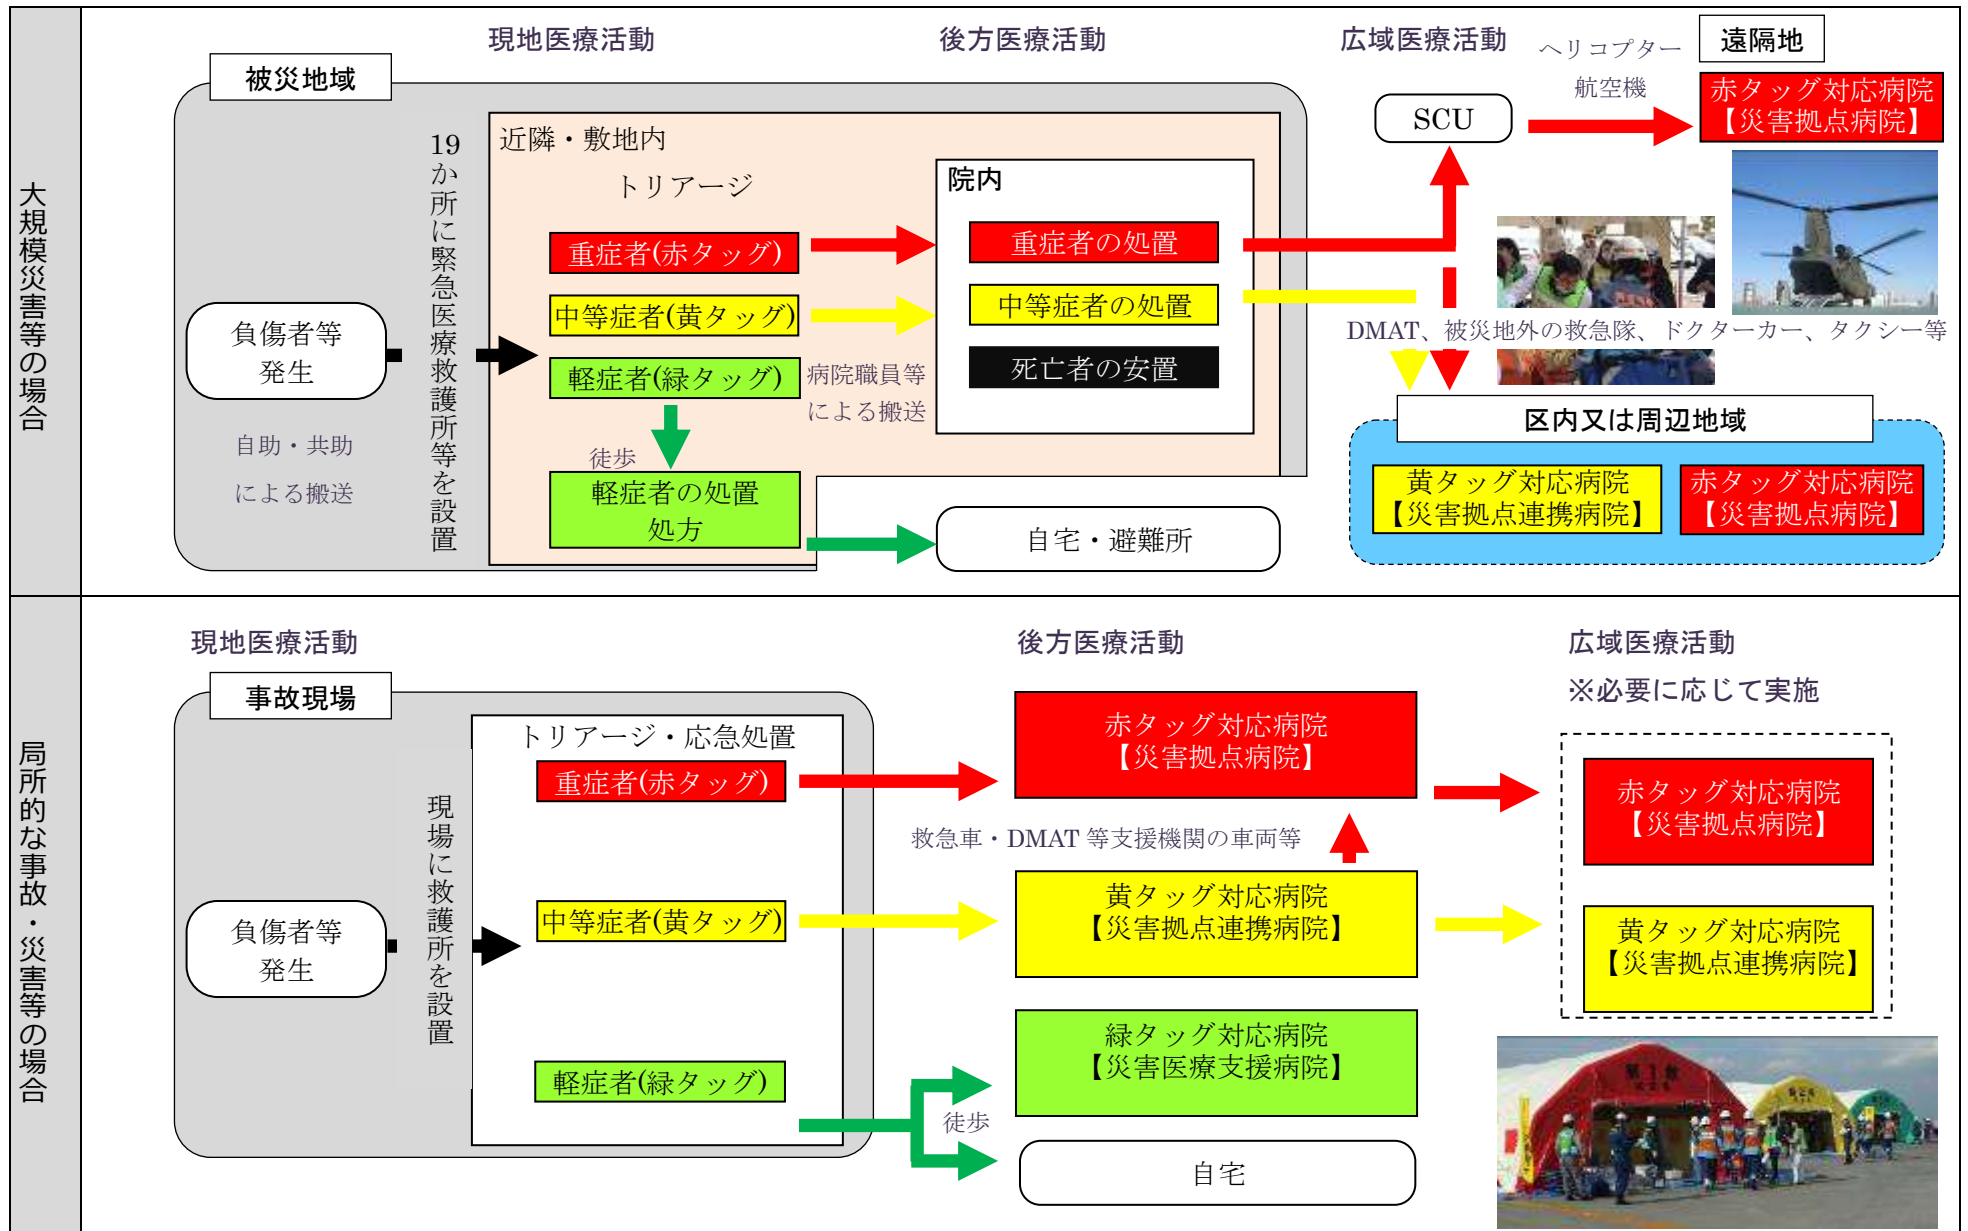 大規模災害等の場合
現地医療活動
後方医療活動
広域医療活動
被災地域
負傷者等
発生
自助・共助
による搬送
19か所に緊急医療救護所等を設置
近隣・敷地内
トリアージ
重症者(赤タッグ)
中等症者(黄タッグ)
軽症者(緑タッグ)
病院職員等
による搬送
徒歩
軽症者の処置
処方
院内
重症者の処置
中等症者の処置
死亡者の安置
自宅・避難所
SCU
ヘリコプター
航空機
遠隔地
赤タッグ対応病院
【災害拠点病院】
DMAT、被災地外の救急隊、ドクターカー、タクシー等
区内又は周辺地域
黄タッグ対応病院
【災害拠点連携病院】
赤タッグ対応病院
【災害拠点病院】
局所的な事故・災害等の場合
現地医療活動
後方医療活動
広域医療活動
※必要に応じて実施
事故現場
負傷者等
発生
現場に救護所を設置
トリアージ・応急処置
重症者(赤タッグ)
中等症者(黄タッグ)
軽症者(緑タッグ)
赤タッグ対応病院
【災害拠点病院】
救急車・DMAT等支援機関の車両等
黄タッグ対応病院
【災害拠点連携病院】
緑タッグ対応病院
【災害医療支援病院】
徒歩
自宅
赤タッグ対応病院
【災害拠点病院】
黄タッグ対応病院
【災害拠点連携病院】